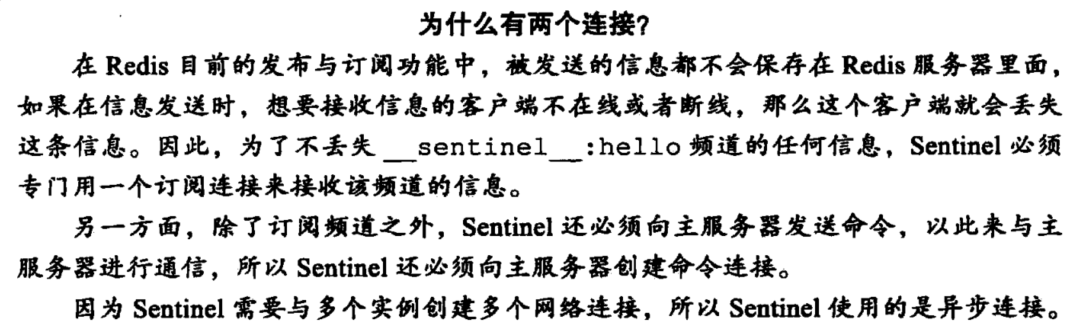 为什么有两个连接?
在 Redis 目前的发布与订阅功能中，被发送的信息都不会保存在 Redis 服务器里面，
如果在信息发送时，想要接收信息的客户端不在线或者断线，那么这个客户端就会丢失
这条信息。因此，为了不丢失 __sentinel__:hello 频道的任何信息，Sentinel 必须
专门用一个订阅连接来接收该频道的信息。
另一方面，除了订阅频道之外，Sentinel 还必须向主服务器发送命令，以此来与主
服务器进行通信，所以 Sentinel 还必须向主服务器创建命令连接。
因为 Sentinel 需要与多个实例创建多个网络连接，所以 Sentinel 使用的是异步连接。